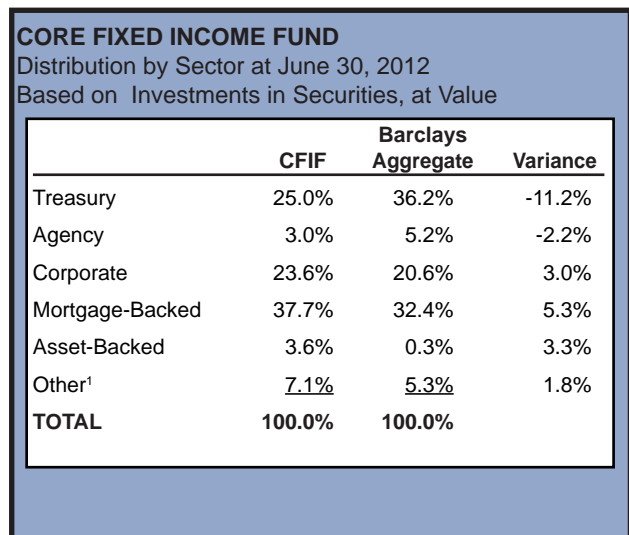 CORE FIXED INCOME FUND
Distribution by Sector at June 30, 2012
Based on Investments in Securities, at Value
Barclays
CFIF Aggregate Variance
Treasury 25.0% 36.2% -11.2%
Agency 3.0% 5.2% -2.2%
Corporate 23.6% 20.6% 3.0%
Mortgage-Backed 37.7% 32.4% 5.3%
Asset-Backed 3.6% 0.3% 3.3%
Other¹ 7.1% 5.3% 1.8%
TOTAL 100.0% 100.0%